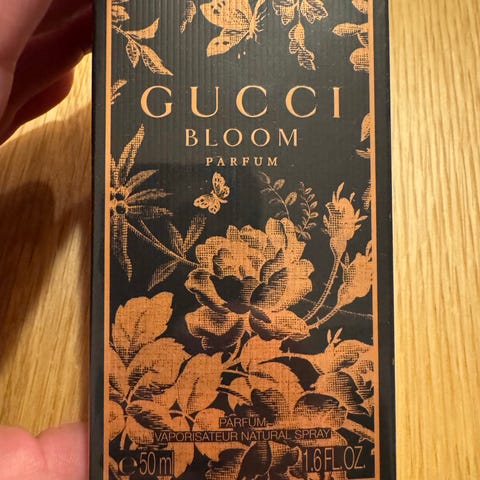 GUCCI
BLOOM
PARFUM
PARFUM
VAPORISATEUR NATURAL SPRAY
℮50 ml 1.6 FL.OZ.